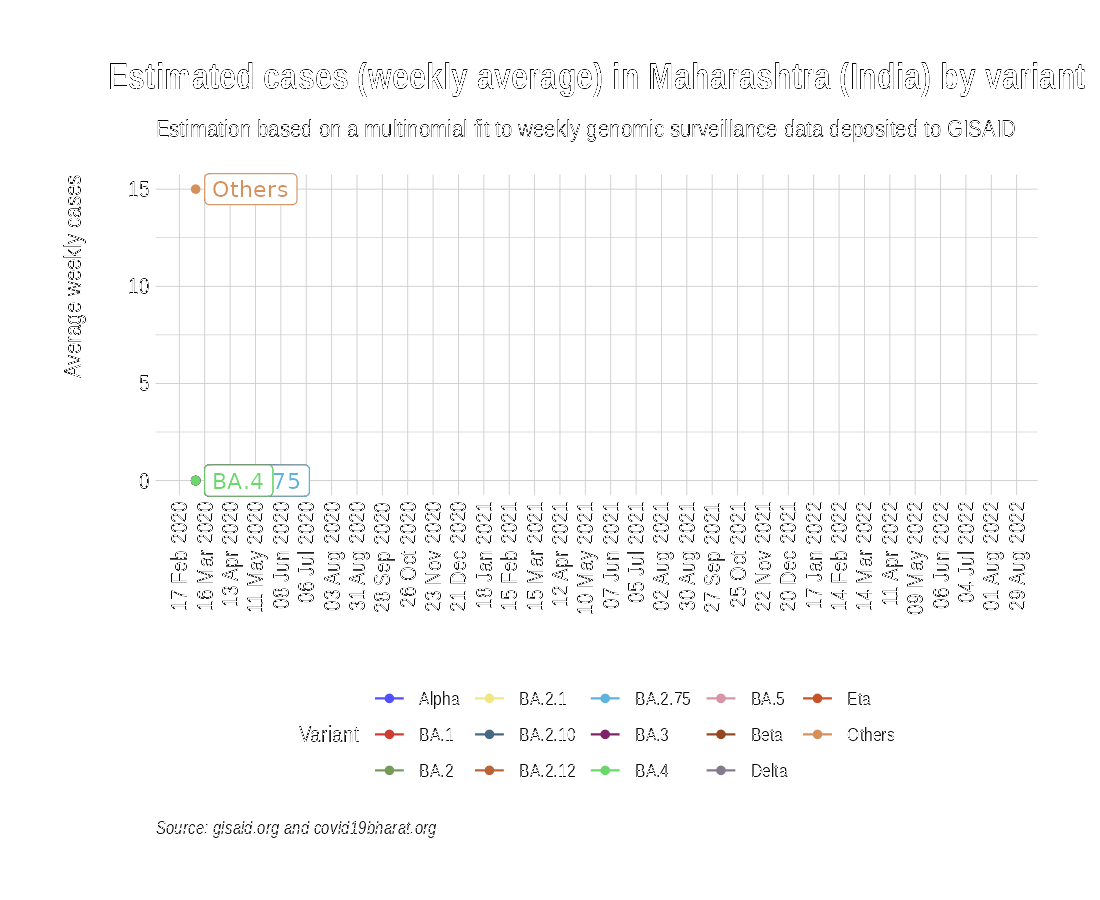 Estimated cases (weekly average) in Maharashtra (India) by variant
Estimation based on a multinomial fit to weekly genomic surveillance data deposited to GISAID
Average weekly cases
15
10
5
0
Others
BA.4
75
17 Feb 2020
16 Mar 2020
13 Apr 2020
11 May 2020
08 Jun 2020
06 Jul 2020
03 Aug 2020
31 Aug 2020
28 Sep 2020
26 Oct 2020
23 Nov 2020
21 Dec 2020
18 Jan 2021
15 Feb 2021
15 Mar 2021
12 Apr 2021
10 May 2021
07 Jun 2021
05 Jul 2021
02 Aug 2021
30 Aug 2021
27 Sep 2021
25 Oct 2021
22 Nov 2021
20 Dec 2021
17 Jan 2022
14 Feb 2022
14 Mar 2022
11 Apr 2022
09 May 2022
06 Jun 2022
04 Jul 2022
01 Aug 2022
29 Aug 2022
Variant
Alpha BA.2.1 BA.2.75 BA.5 Eta
BA.1 BA.2.10 BA.3 Beta Others
BA.2 BA.2.12 BA.4 Delta
Source: gisaid.org and covid19bharat.org